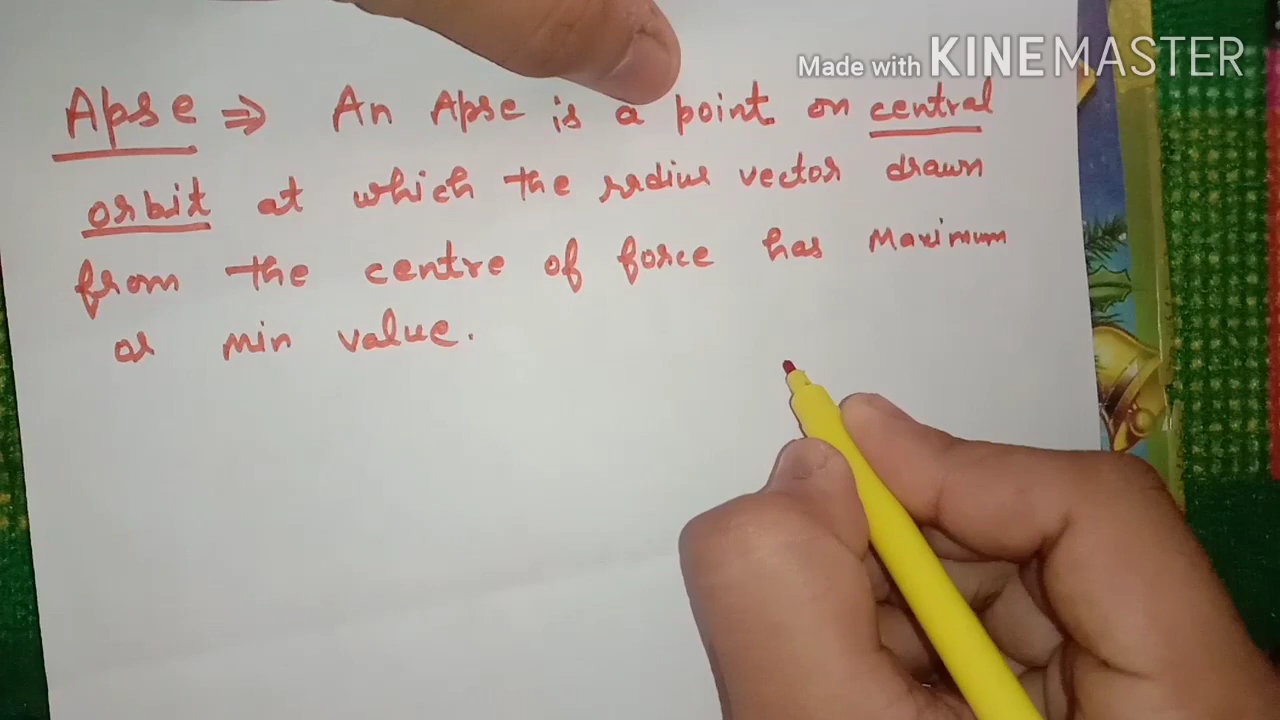 Made with KINEMASTER
Apse ⇒ An Apse is a point on central
orbit at which the radius vector drawn
from the centre of force has Maximum
or min value.